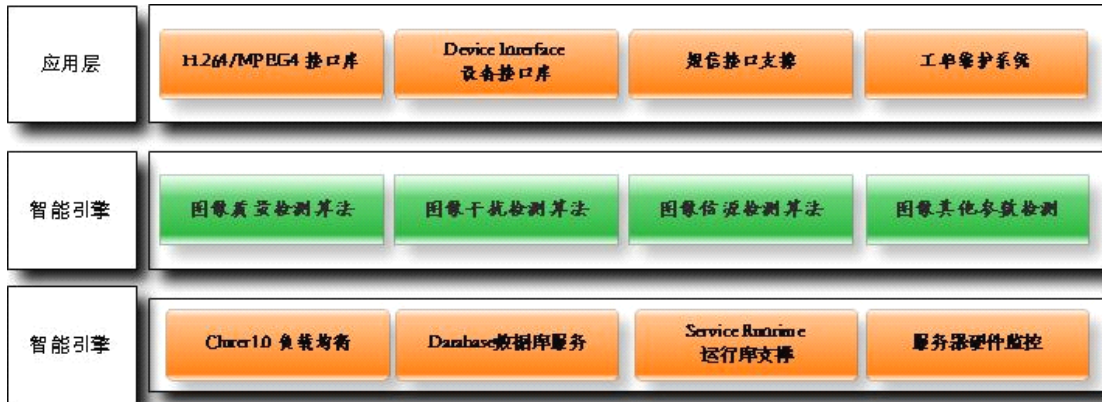 应用层
H.264/MPEG4 接口库
Device Interface
设备接口库
短信接口支撑
工单维护系统
智能引擎
图像质量检测算法
图像干扰检测算法
图像信源检测算法
图像其他参数检测
智能引擎
负载均衡
Database数据库服务
Service Runtime
运行库支撑
服务器硬件监控